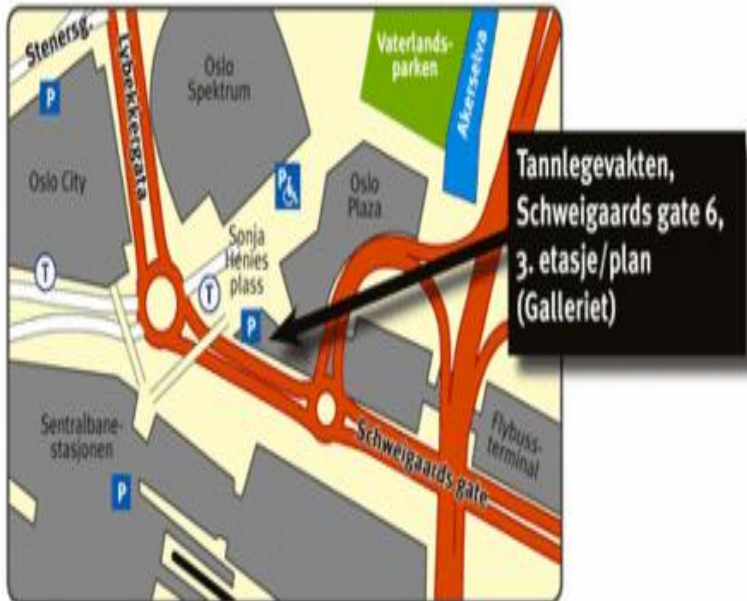 Stenersg.
Lybekkergata
P
Oslo
Spektrum
Vaterlands-
parken
Akerselva
Oslo City
P
Oslo
Plaza
Tannlegevakten,
Schweigaards gate 6,
3. etasje/plan
(Galleriet)
Sonja
Henies
plass
T
T
P
Sentralbane-
stasjonen
P
Schweigaards gate
Flybuss-
terminal